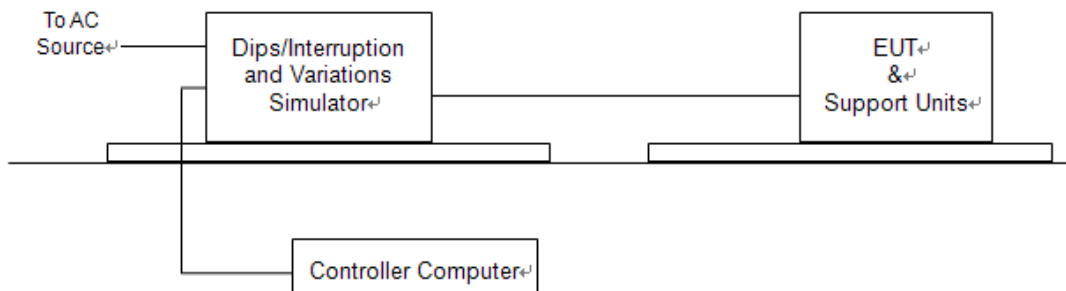 To AC
Source↵
Dips/Interruption
and Variations
Simulator↵
EUT↵
&↵
Support Units↵
Controller Computer↵